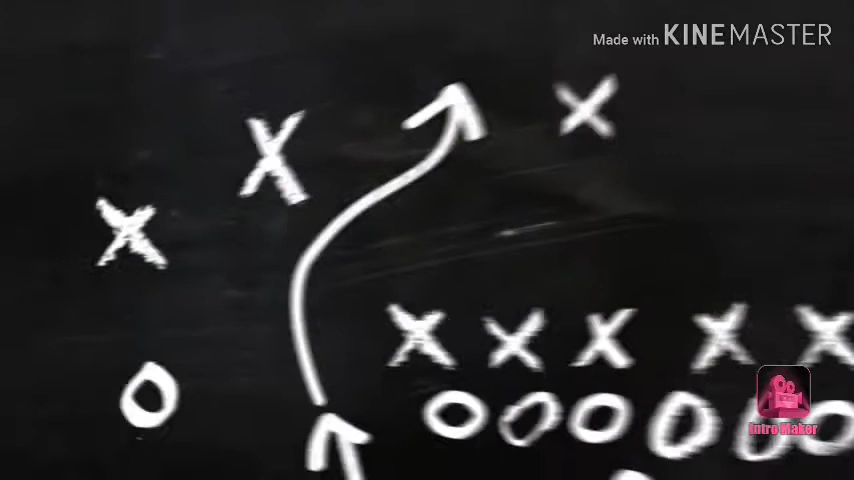 Made with KINEMASTER
X X
X
X X X X X
O O O O O O O
Intro Maker